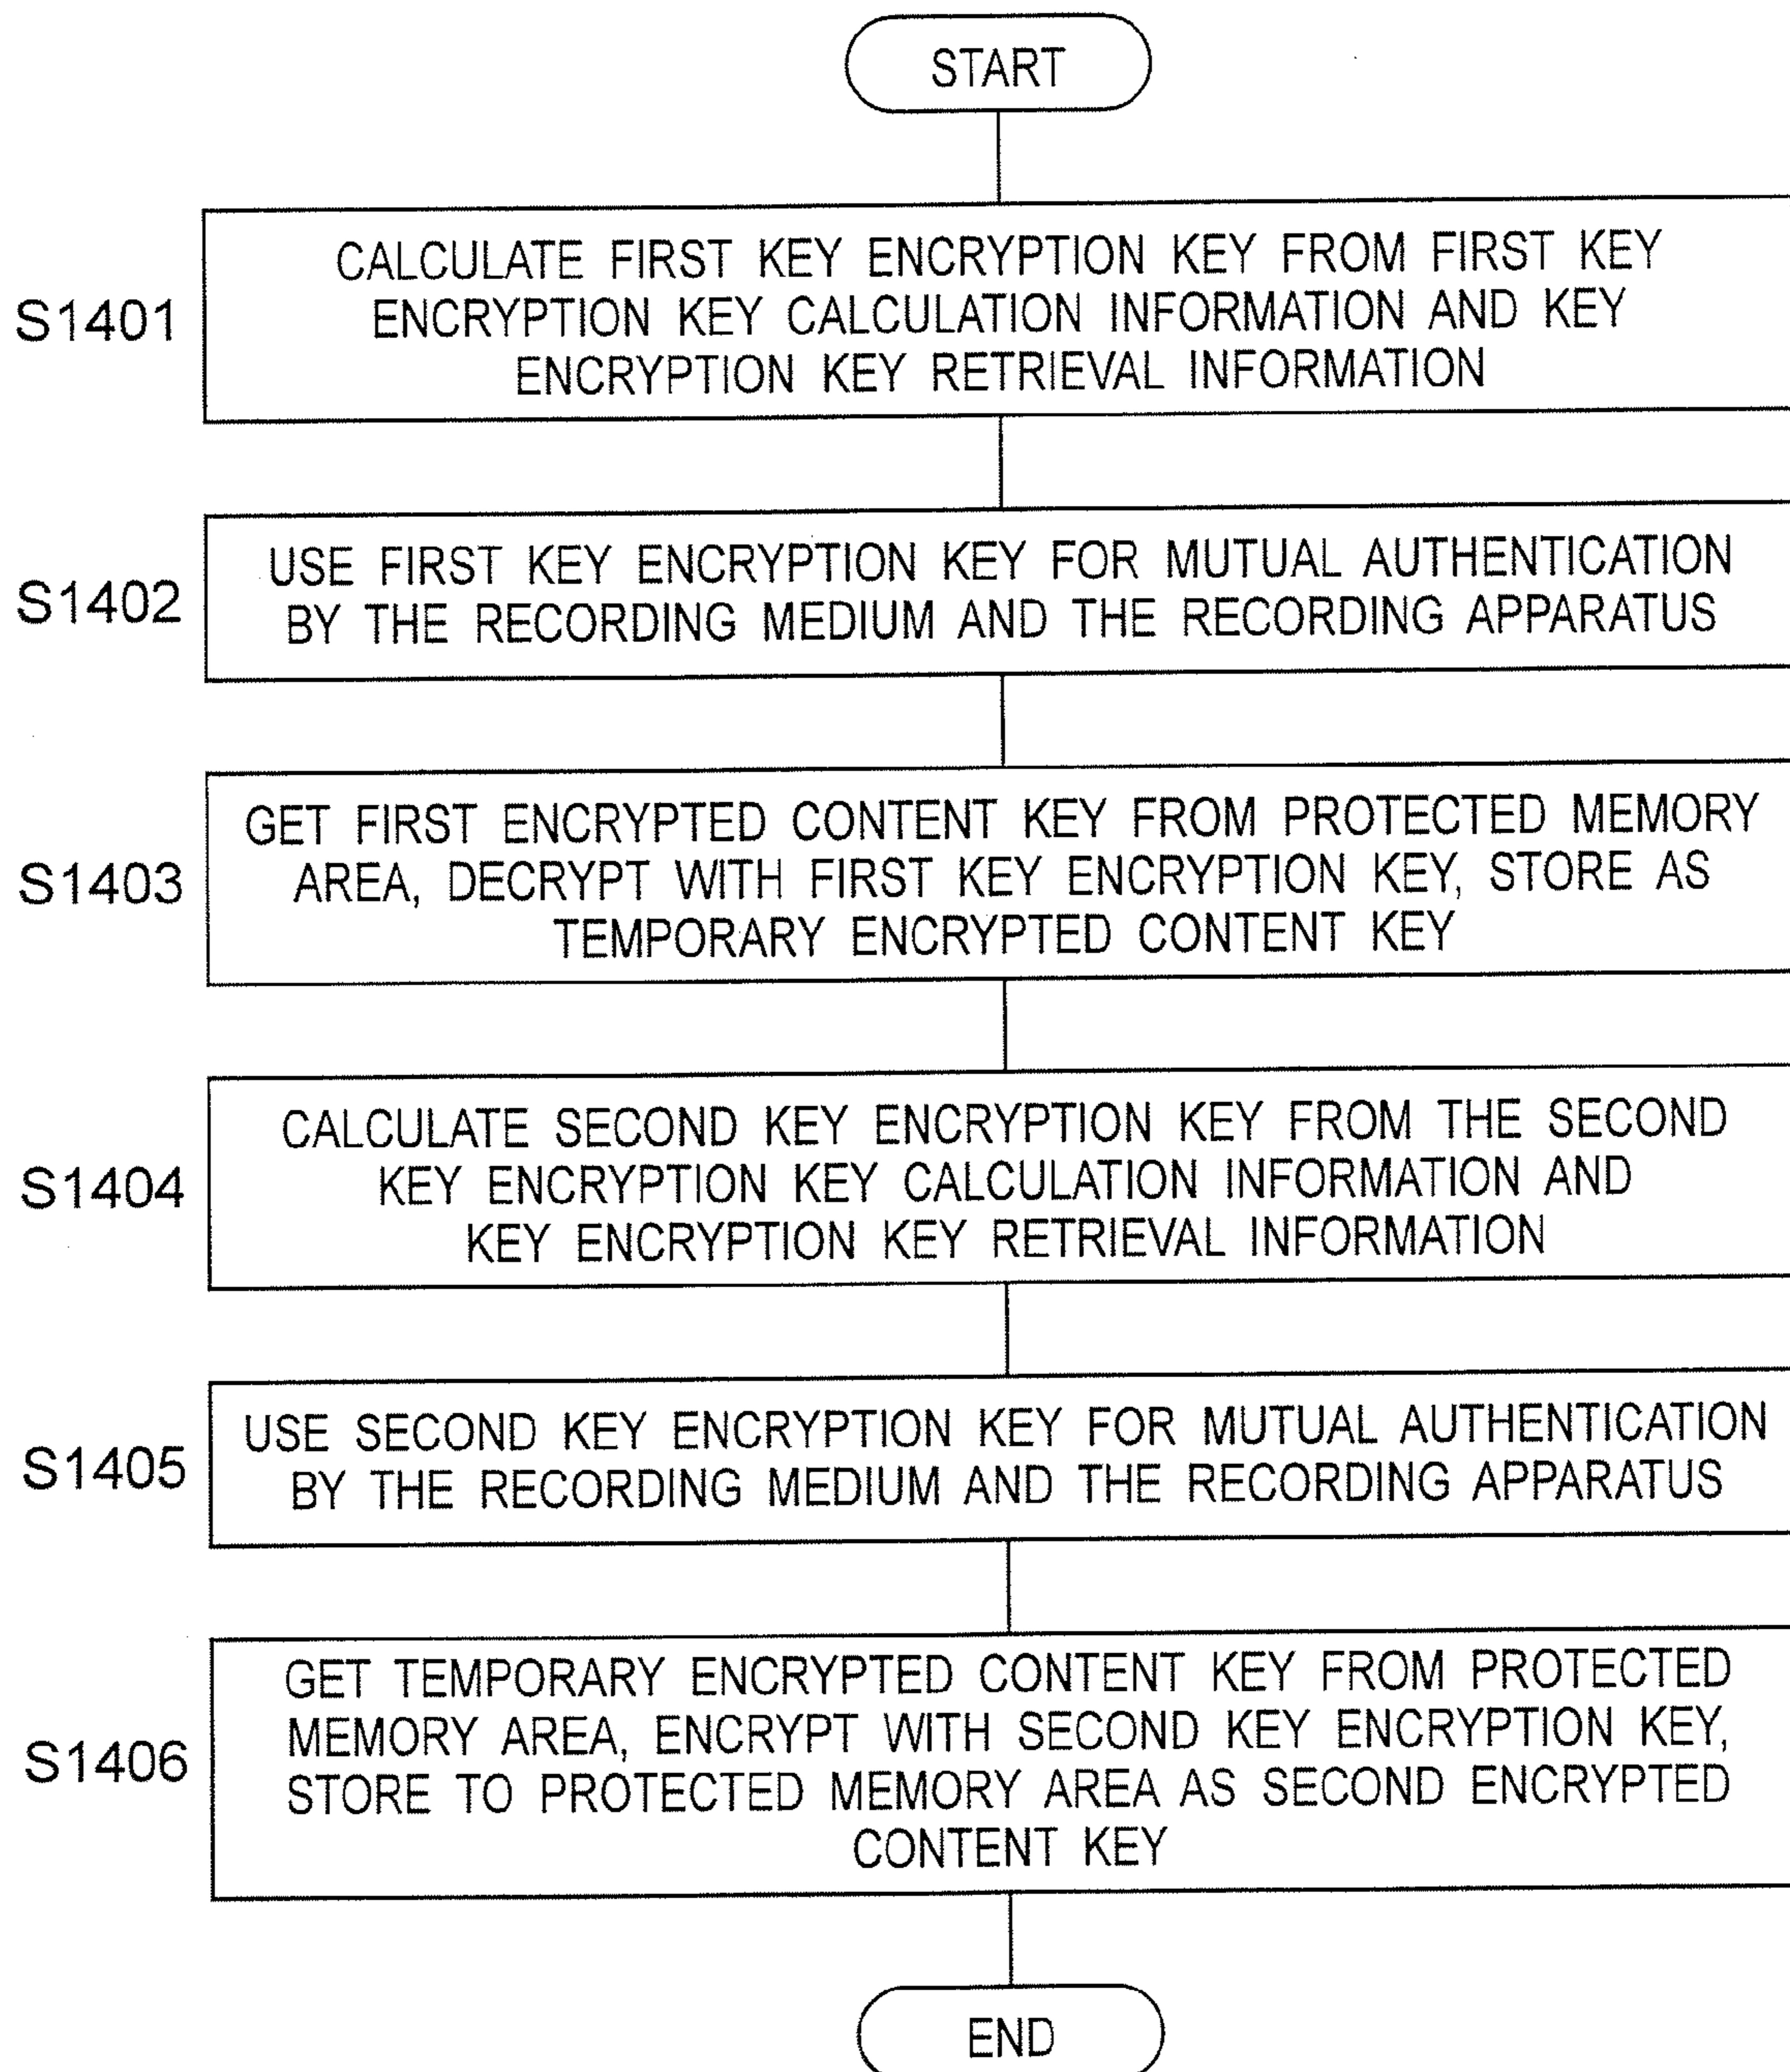 START
S1401
CALCULATE FIRST KEY ENCRYPTION KEY FROM FIRST KEY
ENCRYPTION KEY CALCULATION INFORMATION AND KEY
ENCRYPTION KEY RETRIEVAL INFORMATION
S1402
USE FIRST KEY ENCRYPTION KEY FOR MUTUAL AUTHENTICATION
BY THE RECORDING MEDIUM AND THE RECORDING APPARATUS
S1403
GET FIRST ENCRYPTED CONTENT KEY FROM PROTECTED MEMORY
AREA, DECRYPT WITH FIRST KEY ENCRYPTION KEY, STORE AS
TEMPORARY ENCRYPTED CONTENT KEY
S1404
CALCULATE SECOND KEY ENCRYPTION KEY FROM THE SECOND
KEY ENCRYPTION KEY CALCULATION INFORMATION AND
KEY ENCRYPTION KEY RETRIEVAL INFORMATION
S1405
USE SECOND KEY ENCRYPTION KEY FOR MUTUAL AUTHENTICATION
BY THE RECORDING MEDIUM AND THE RECORDING APPARATUS
S1406
GET TEMPORARY ENCRYPTED CONTENT KEY FROM PROTECTED
MEMORY AREA, ENCRYPT WITH SECOND KEY ENCRYPTION KEY,
STORE TO PROTECTED MEMORY AREA AS SECOND ENCRYPTED
CONTENT KEY
END